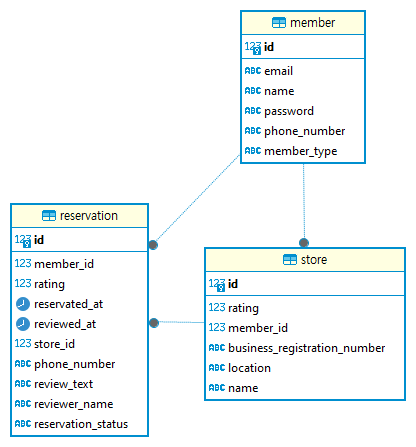 member
123 id
ABC email
ABC name
ABC password
ABC phone_number
ABC member_type
reservation
123 id
123 member_id
123 rating
reservated_at
reviewed_at
123 store_id
ABC phone_number
ABC review_text
ABC reviewer_name
ABC reservation_status
store
123 id
123 rating
123 member_id
ABC business_registration_number
ABC location
ABC name